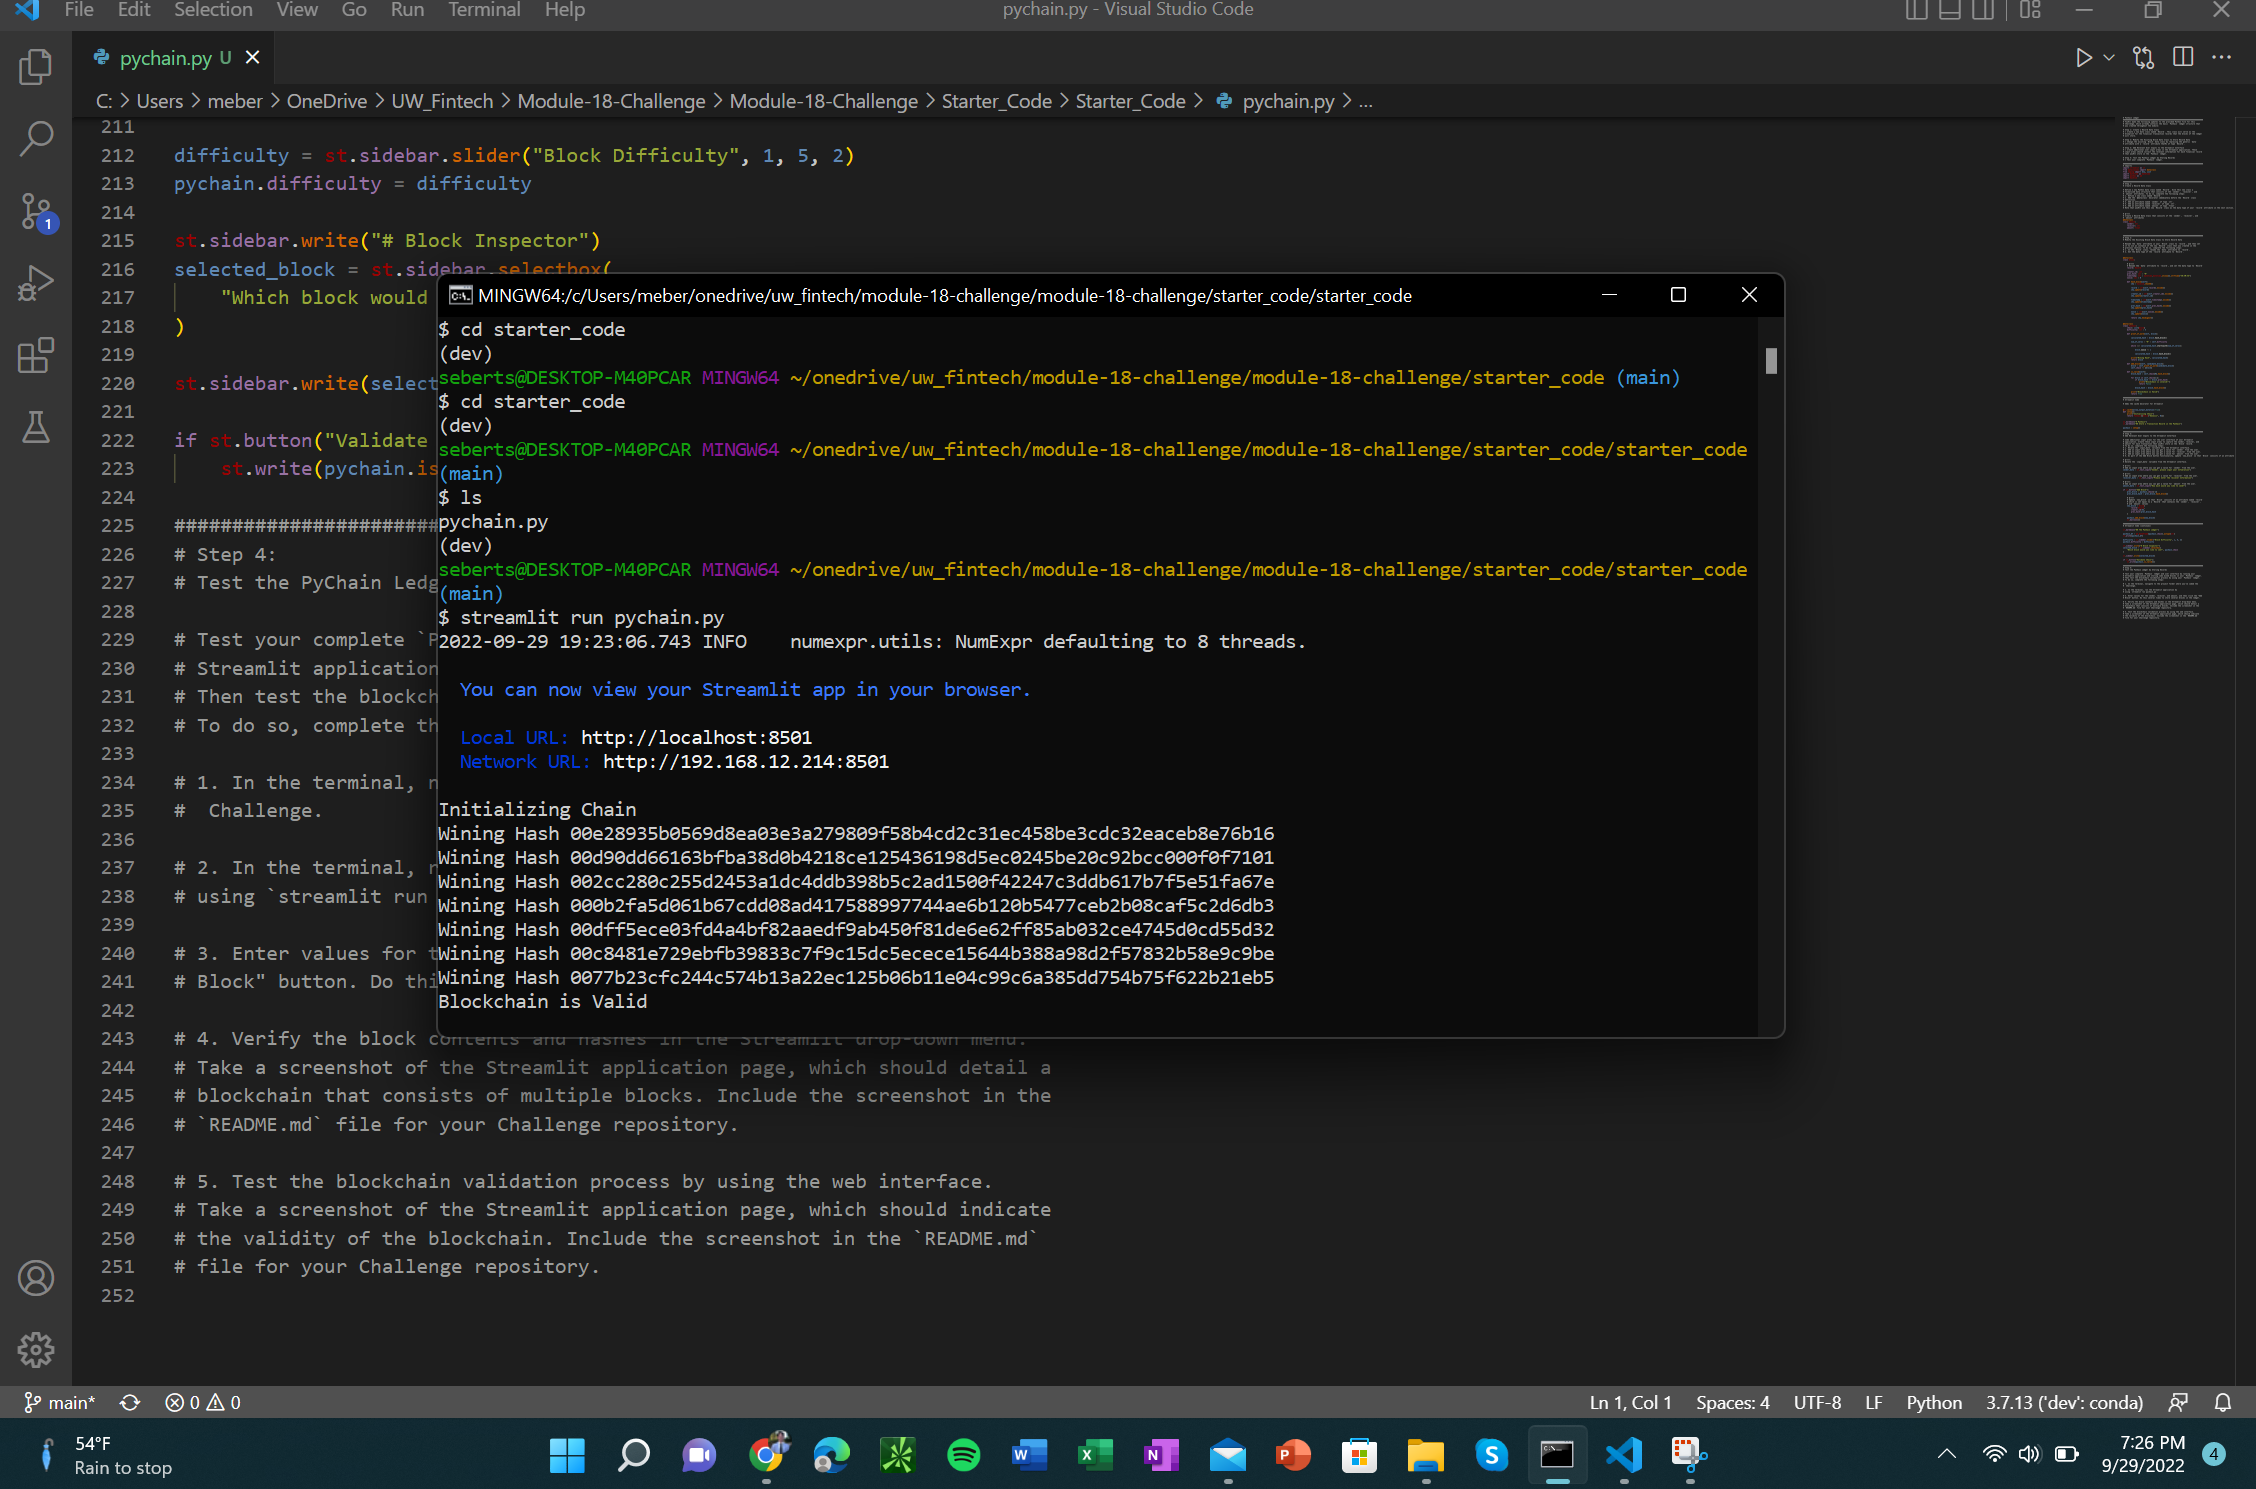 File Edit Selection View Go Run Terminal Help
pychain.py - Visual Studio Code
pychain.py U
C: > Users > meber > OneDrive > UW_Fintech > Module-18-Challenge > Module-18-Challenge > Starter_Code > Starter_Code > pychain.py > ...
211
212 difficulty = st.sidebar.slider("Block Difficulty", 1, 5, 2)
213 pychain.difficulty = difficulty
214
215 st.sidebar.write("# Block Inspector")
216 selected_block = st.sidebar.selectbox(
217 "Which block would
218 )
219
220 st.sidebar.write(select
221
222 if st.button("Validate
223 st.write(pychain.is
224
225 #######################
226 # Step 4:
227 # Test the PyChain Ledg
228
229 # Test your complete `P
230 # Streamlit application
231 # Then test the blockch
232 # To do so, complete th
233
234 # 1. In the terminal, n
235 #  Challenge.
236
237 # 2. In the terminal, r
238 # using `streamlit run
239
240 # 3. Enter values for t
241 # Block" button. Do thi
242
243 # 4. Verify the block contents and hashes in the Streamlit drop-down menu.
244 # Take a screenshot of the Streamlit application page, which should detail a
245 # blockchain that consists of multiple blocks. Include the screenshot in the
246 # `README.md` file for your Challenge repository.
247
248 # 5. Test the blockchain validation process by using the web interface.
249 # Take a screenshot of the Streamlit application page, which should indicate
250 # the validity of the blockchain. Include the screenshot in the `README.md`
251 # file for your Challenge repository.
252
MINGW64:/c/Users/meber/onedrive/uw_fintech/module-18-challenge/module-18-challenge/starter_code/starter_code
$ cd starter_code
(dev)
seberts@DESKTOP-M40PCAR MINGW64 ~/onedrive/uw_fintech/module-18-challenge/module-18-challenge/starter_code (main)
$ cd starter_code
(dev)
seberts@DESKTOP-M40PCAR MINGW64 ~/onedrive/uw_fintech/module-18-challenge/module-18-challenge/starter_code/starter_code
(main)
$ ls
pychain.py
(dev)
seberts@DESKTOP-M40PCAR MINGW64 ~/onedrive/uw_fintech/module-18-challenge/module-18-challenge/starter_code/starter_code
(main)
$ streamlit run pychain.py
2022-09-29 19:23:06.743 INFO    numexpr.utils: NumExpr defaulting to 8 threads.
You can now view your Streamlit app in your browser.
Local URL: http://localhost:8501
Network URL: http://192.168.12.214:8501
Initializing Chain
Wining Hash 00e28935b0569d8ea03e3a279809f58b4cd2c31ec458be3cdc32eaceb8e76b16
Wining Hash 00d90dd66163bfba38d0b4218ce125436198d5ec0245be20c92bcc000f0f7101
Wining Hash 002cc280c255d2453a1dc4ddb398b5c2ad1500f42247c3ddb617b7f5e51fa67e
Wining Hash 000b2fa5d061b67cdd08ad417588997744ae6b120b5477ceb2b08caf5c2d6db3
Wining Hash 00dff5ece03fd4a4bf82aaedf9ab450f81de6e62ff85ab032ce4745d0cd55d32
Wining Hash 00c8481e729ebfb39833c7f9c15dc5ecece15644b388a98d2f57832b58e9c9be
Wining Hash 0077b23cfc244c574b13a22ec125b06b11e04c99c6a385dd754b75f622b21eb5
Blockchain is Valid
1
main* 0 0
Ln 1, Col 1 Spaces: 4 UTF-8 LF Python 3.7.13 ('dev': conda)
54°F
Rain to stop
7:26 PM
9/29/2022
4